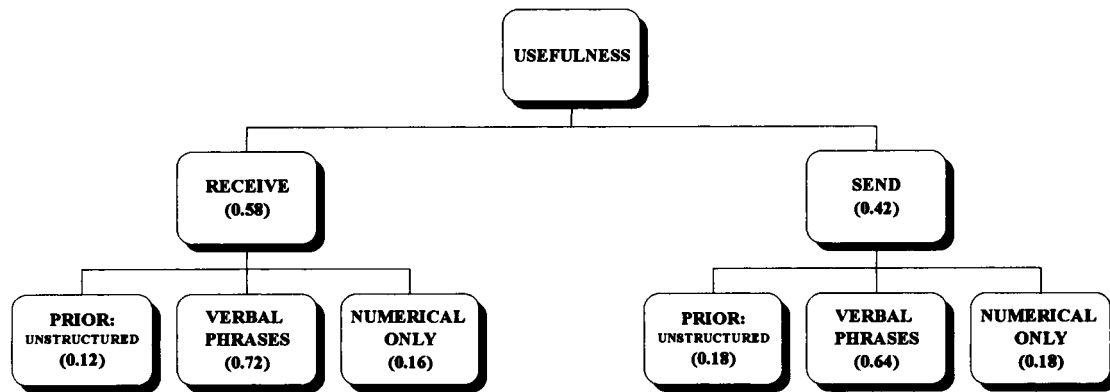 USEFULNESS
RECEIVE
(0.58)
SEND
(0.42)
PRIOR:
UNSTRUCTURED
(0.12)
VERBAL
PHRASES
(0.72)
NUMERICAL
ONLY
(0.16)
PRIOR:
UNSTRUCTURED
(0.18)
VERBAL
PHRASES
(0.64)
NUMERICAL
ONLY
(0.18)